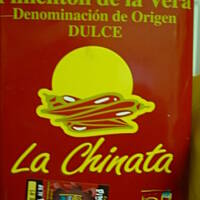 Pimentón de la Vera
Denominación de Origen
DULCE
La Chinata